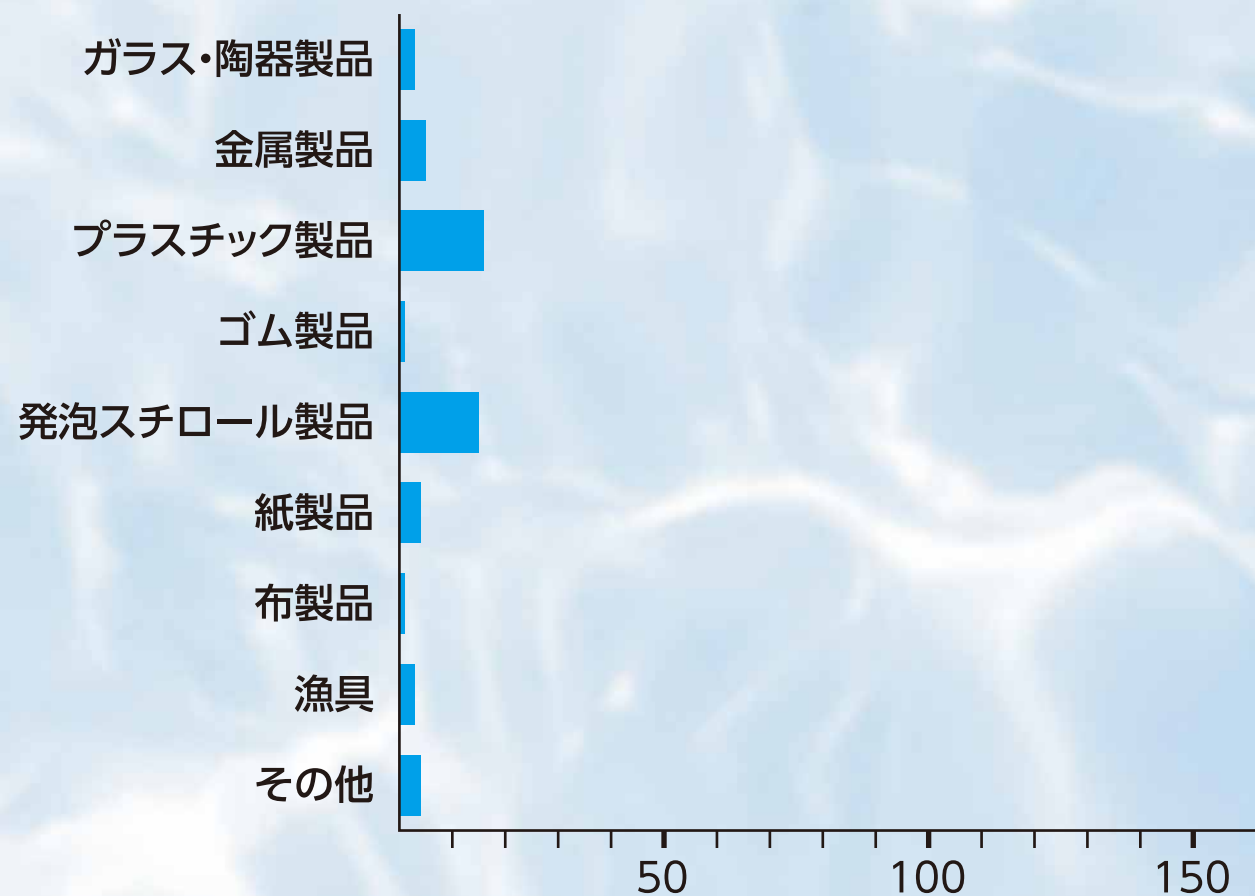 ガラス・陶器製品
金属製品
プラスチック製品
ゴム製品
発泡スチロール製品
紙製品
布製品
漁具
その他
50 100 150